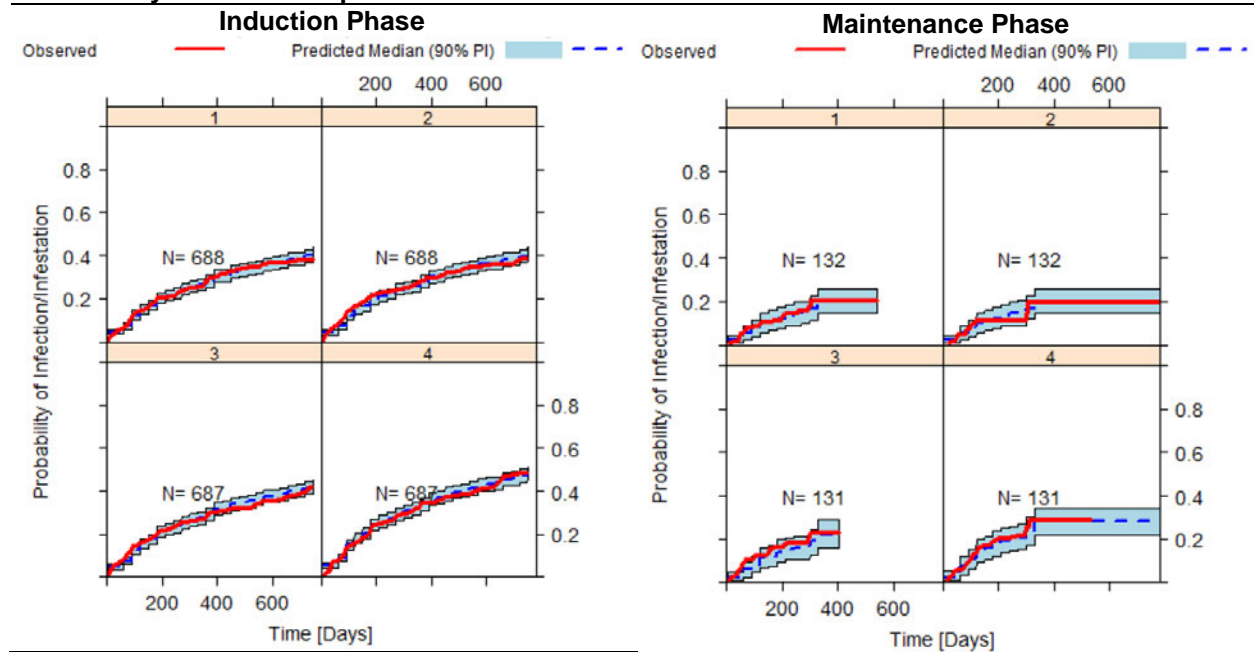 Induction Phase
Observed Predicted Median (90% PI)
200 400 600
1 2
0.8
0.6
0.4
0.2
N= 688 N= 688
3 4
0.8
0.6
0.4
0.2
N= 687 N= 687
200 400 600
Time [Days]
Probability of Infection/Infestation
Maintenance Phase
Observed Predicted Median (90% PI)
200 400 600
1 2
0.8
0.6
0.4
0.2
N= 132 N= 132
3 4
0.8
0.6
0.4
0.2
N= 131 N= 131
200 400 600
Time [Days]
Probability of Infection/Infestation